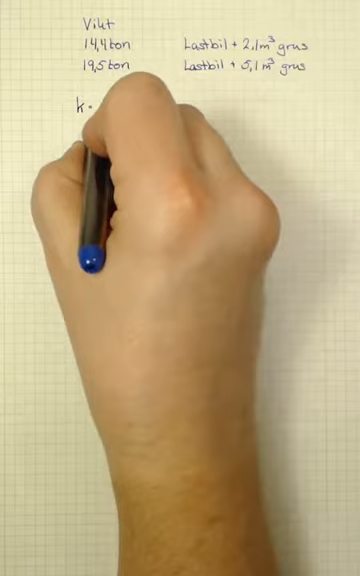 Vikt
14,4 ton Lastbil + 2,1 m³ grus
19,5 ton Lastbil + 5,1 m³ grus
k